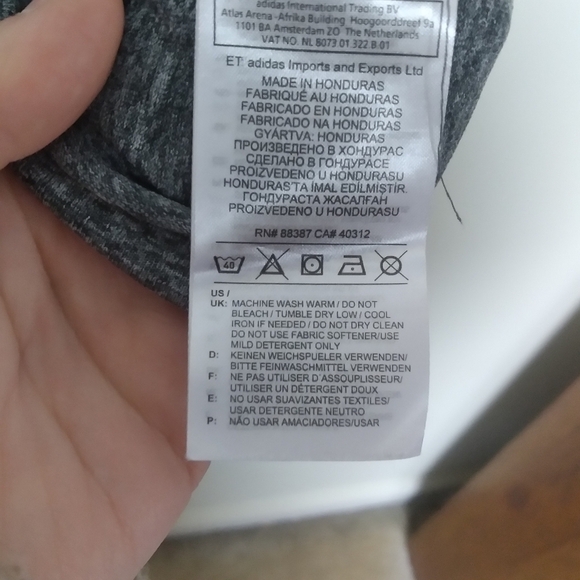 adidas International Trading BV
Atlas Arena -Afrika Building Hoogoorddreef 9a
1101 BA Amsterdam ZO The Netherlands
VAT NO. NL 8073 01 322 B 01
ET: adidas Imports and Exports Ltd
MADE IN HONDURAS
FABRIQUÉ AU HONDURAS
FABRICADO EN HONDURAS
FABRICADO NA HONDURAS
GYÁRTVA: HONDURAS
ПРОИЗВЕДЕНО В ХОНДУРАС
СДЕЛАНО В ГОНДУРАСЕ
PROIZVEDENO U HONDURASU
HONDURAS'TA İMAL EDİLMİŞTİR.
ГОНДУРАСТА ЖАСАЛҒАН
PROIZVEDENO U HONDURASU
RN# 88387 CA# 40312
40
US /
UK: MACHINE WASH WARM / DO NOT
BLEACH / TUMBLE DRY LOW / COOL
IRON IF NEEDED / DO NOT DRY CLEAN
DO NOT USE FABRIC SOFTENER/USE
MILD DETERGENT ONLY
D: KEINEN WEICHSPUELER VERWENDEN/
BITTE FEINWASCHMITTEL VERWENDEN
F: NE PAS UTILISER D'ASSOUPLISSEUR/
UTILISER UN DÉTERGENT DOUX
E: NO USAR SUAVIZANTES TEXTILES/
USAR DETERGENTE NEUTRO
P: NÃO USAR AMACIADORES/USAR